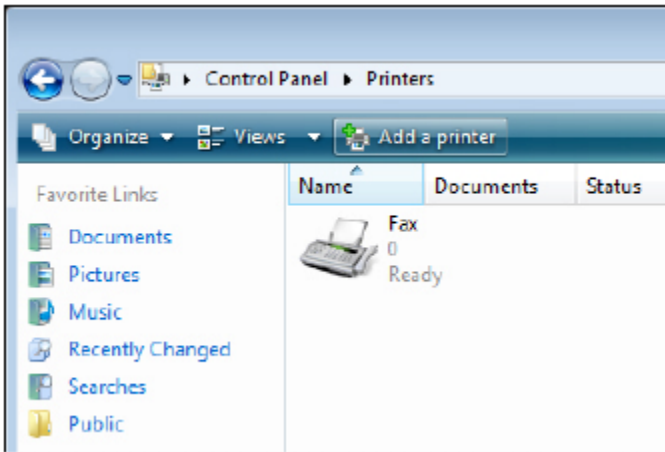 Control Panel Printers
Organize Views Add a printer
Favorite Links
Documents
Pictures
Music
Recently Changed
Searches
Public
Name Documents Status
Fax
0
Ready